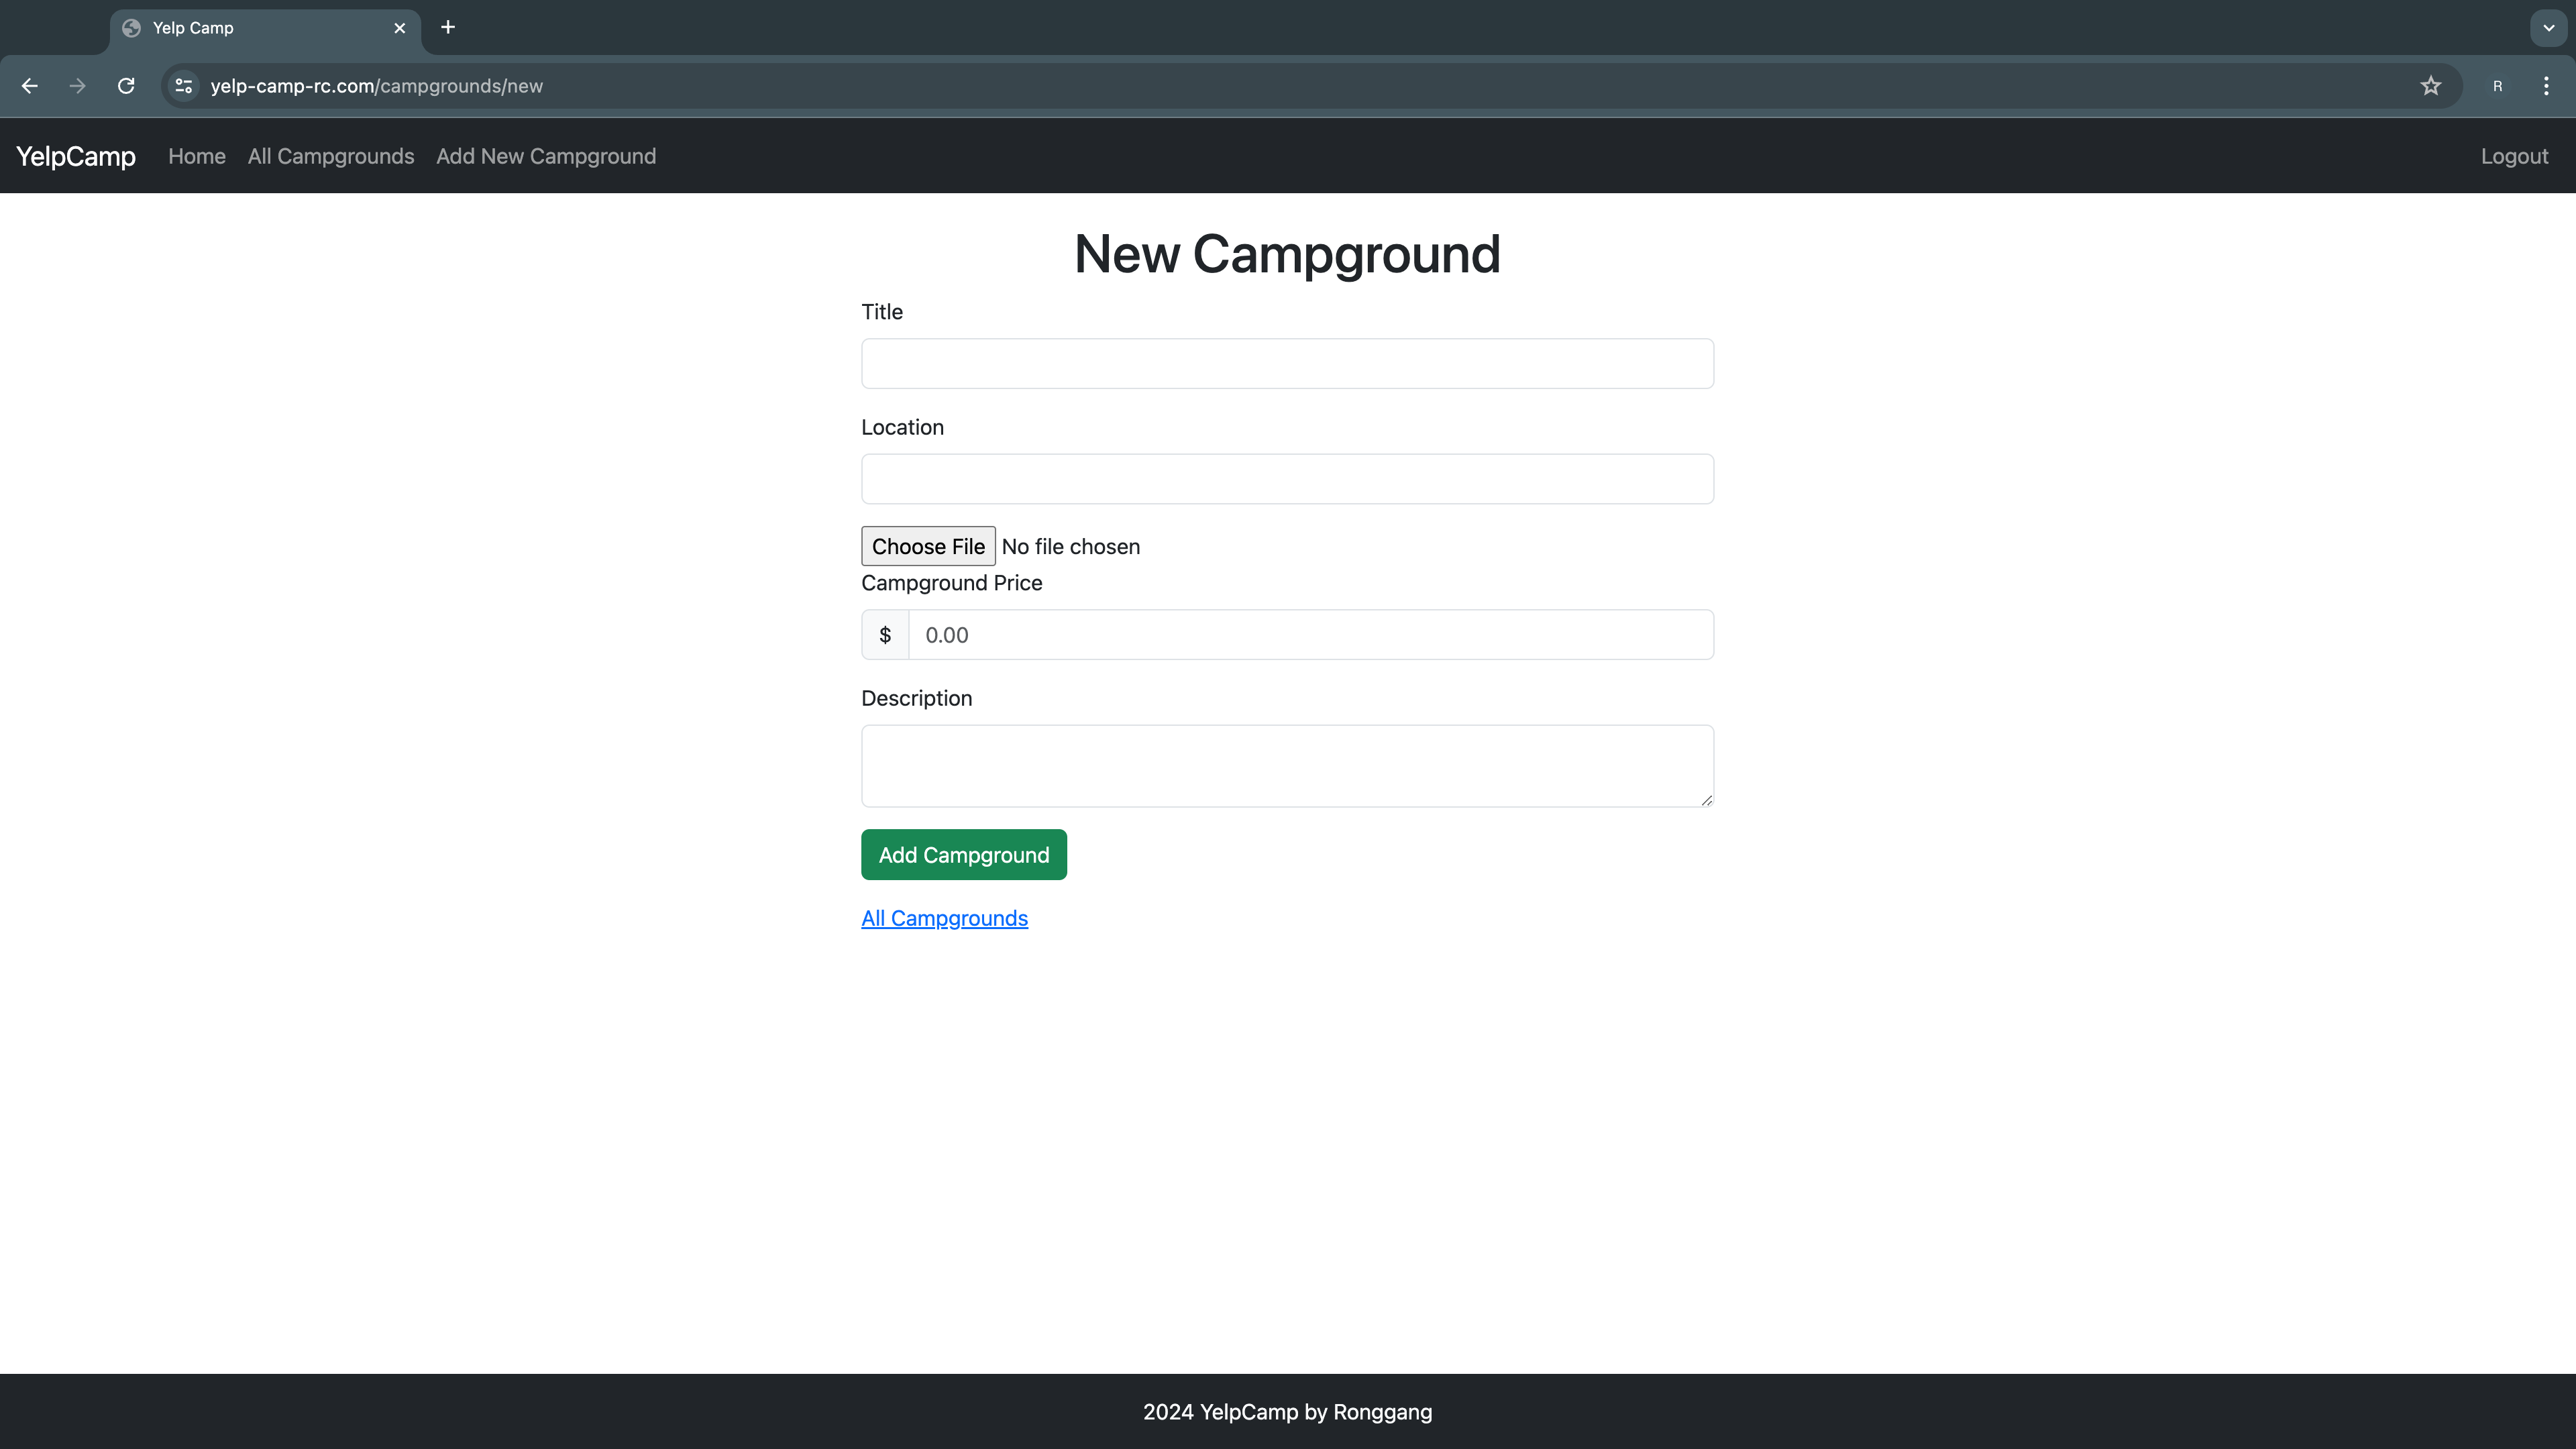 Yelp Camp
yelp-camp-rc.com/campgrounds/new
R
YelpCamp Home All Campgrounds Add New Campground Logout
New Campground
Title
Location
Choose File No file chosen
Campground Price
$ 0.00
Description
Add Campground
All Campgrounds
2024 YelpCamp by Ronggang